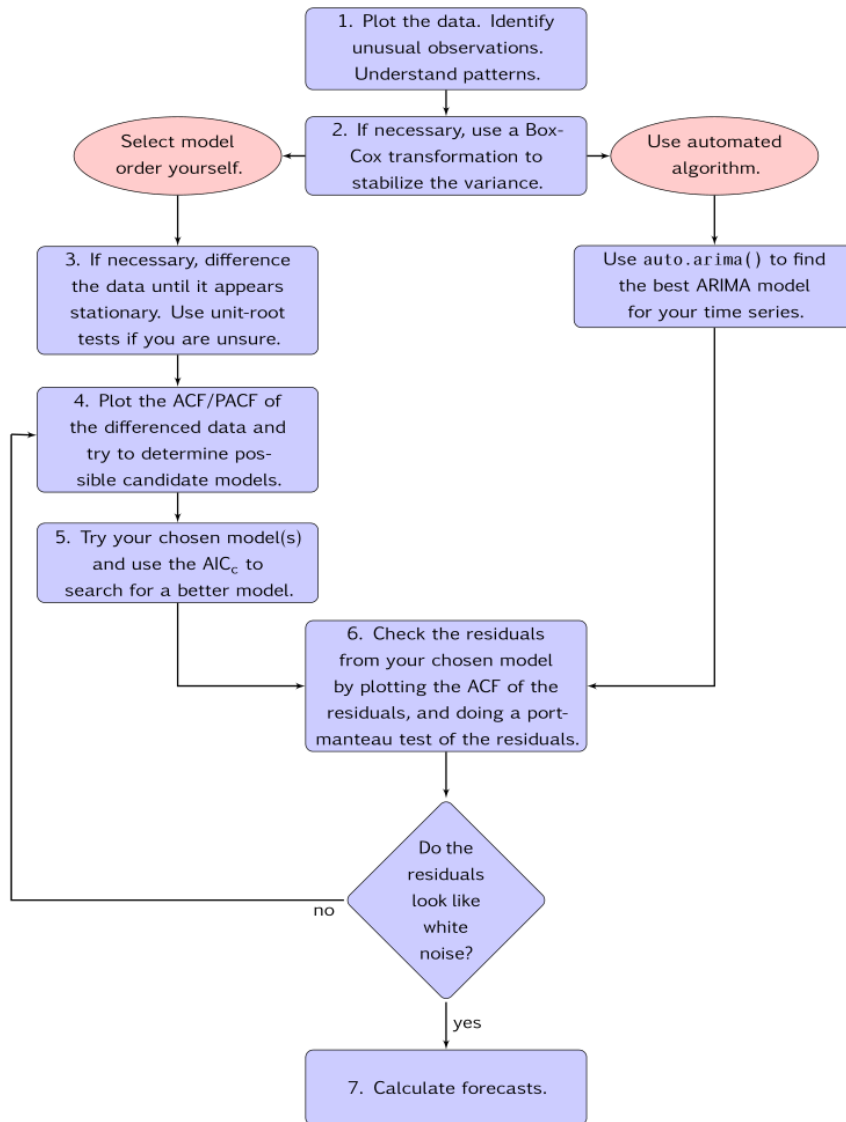 1. Plot the data. Identify
unusual observations.
Understand patterns.
Select model
order yourself.
2. If necessary, use a Box-
Cox transformation to
stabilize the variance.
Use automated
algorithm.
3. If necessary, difference
the data until it appears
stationary. Use unit-root
tests if you are unsure.
Use auto.arima() to find
the best ARIMA model
for your time series.
4. Plot the ACF/PACF of
the differenced data and
try to determine pos-
sible candidate models.
5. Try your chosen model(s)
and use the AICc to
search for a better model.
6. Check the residuals
from your chosen model
by plotting the ACF of the
residuals, and doing a port-
manteau test of the residuals.
Do the
residuals
look like
white
noise?
no
yes
7. Calculate forecasts.